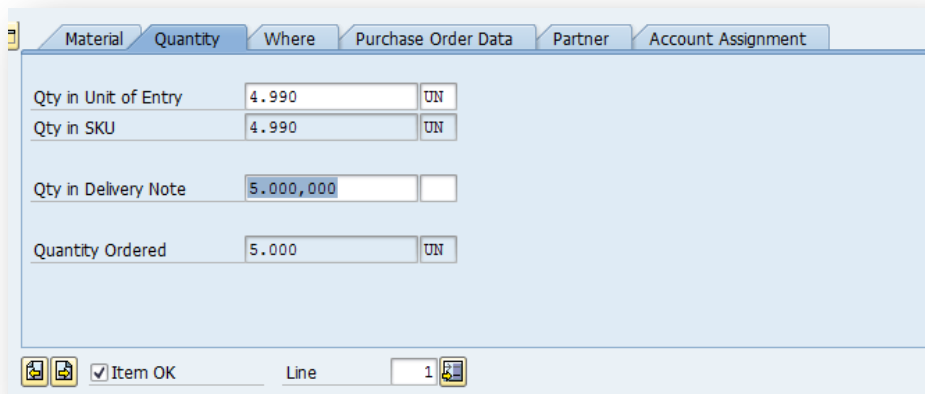 Material Quantity Where Purchase Order Data Partner Account Assignment
Qty in Unit of Entry 4.990 UN
Qty in SKU 4.990 UN
Qty in Delivery Note 5.000,000
Quantity Ordered 5.000 UN
Item OK Line 1